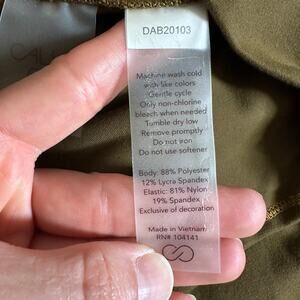 DAB20103
Machine wash cold
with like colors
Gentle cycle
Only non-chlorine
bleach when needed
Tumble dry low
Remove promptly
Do not iron
Do not use softener
Body: 88% Polyester
12% Lycra Spandex
Elastic: 81% Nylon
19% Spandex
Exclusive of decoration
Made in Vietnam
RN# 104141